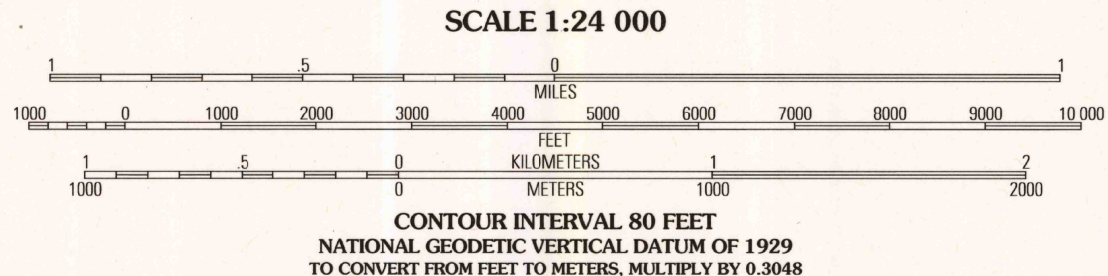 SCALE 1:24 000
1 .5 0 1
MILES
1000 0 1000 2000 3000 4000 5000 6000 7000 8000 9000 10 000
FEET
1 .5 0 KILOMETERS 1 2
1000 0 METERS 1000 2000
CONTOUR INTERVAL 80 FEET
NATIONAL GEODETIC VERTICAL DATUM OF 1929
TO CONVERT FROM FEET TO METERS, MULTIPLY BY 0.3048